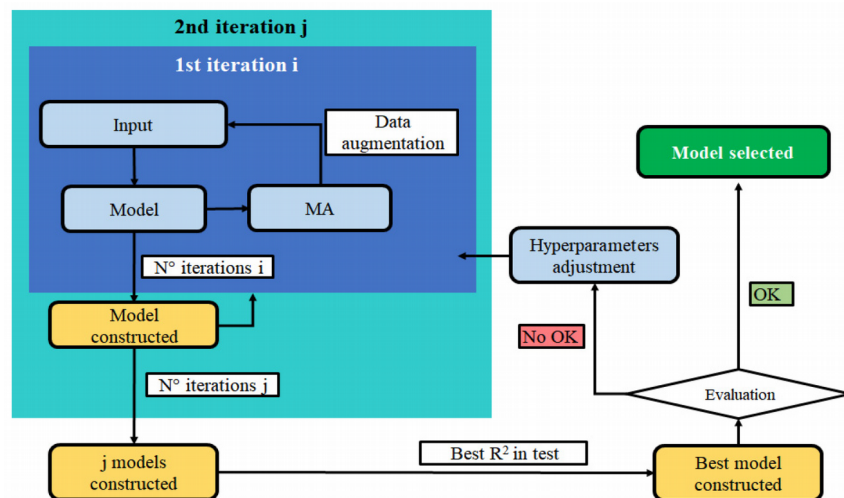 2nd iteration j
1st iteration i
Input
Data
augmentation
Model
MA
N° iterations i
Model
constructed
N° iterations j
j models
constructed
Best R² in test
Best model
constructed
Evaluation
No OK
OK
Hyperparameters
adjustment
Model selected